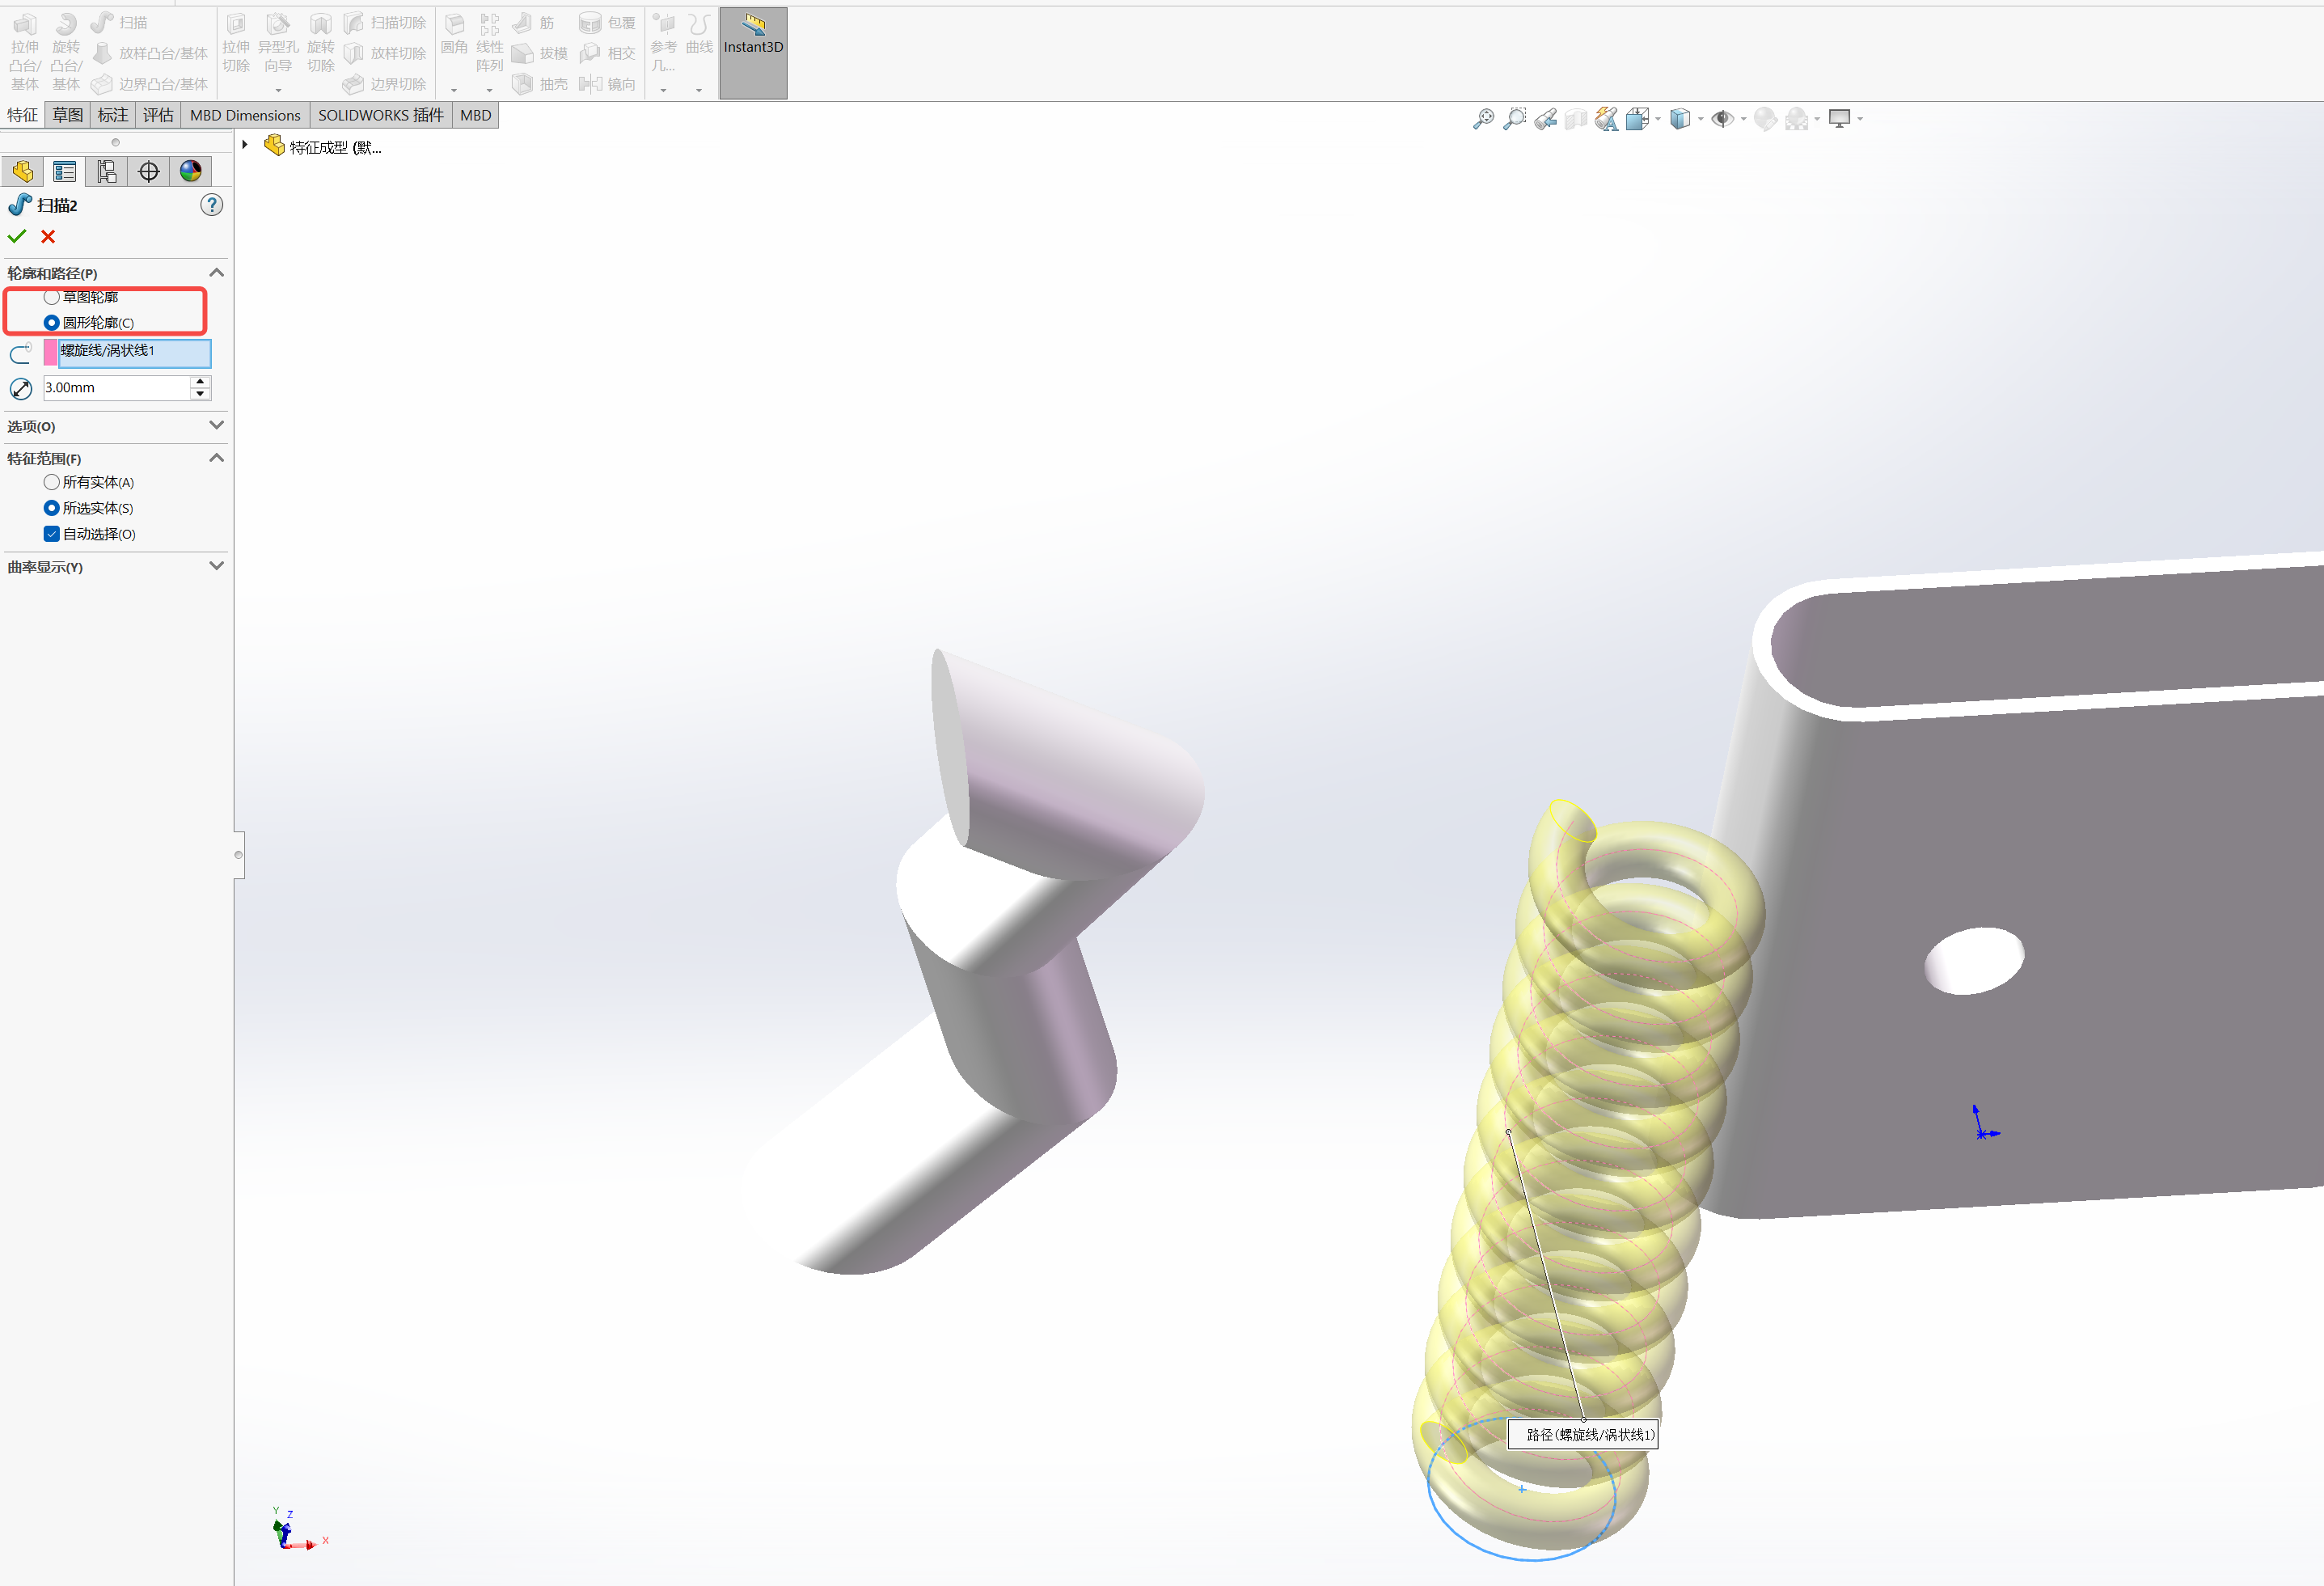 拉伸凸台/基体
旋转凸台/基体
扫描
放样凸台/基体
边界凸台/基体
拉伸切除
异型孔向导
旋转切除
扫描切除
放样切除
边界切除
圆角
线性阵列
筋
拔模
抽壳
包覆
相交
镜向
参考几...
曲线
Instant3D
特征 草图 标注 评估 MBD Dimensions SOLIDWORKS 插件 MBD
特征成型 (默...
扫描2
?
轮廓和路径(P)
草图轮廓
圆形轮廓(C)
螺旋线/涡状线1
3.00mm
选项(O)
特征范围(F)
所有实体(A)
所选实体(S)
自动选择(O)
曲率显示(Y)
路径(螺旋线/涡状线1)
Y
Z
X